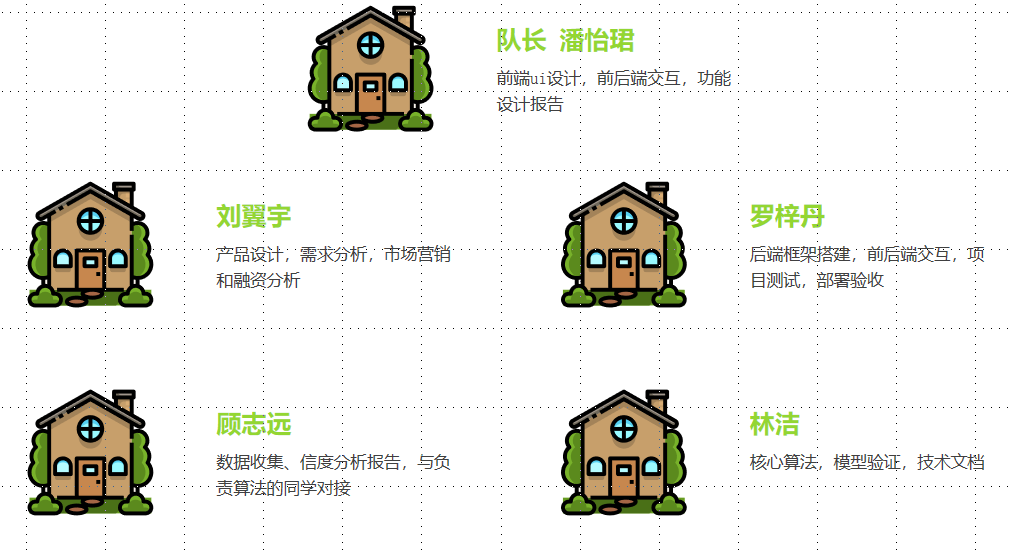 队长 潘怡珺
前端ui设计，前后端交互，功能
设计报告
刘翼宇
产品设计，需求分析，市场营销
和融资分析
罗梓丹
后端框架搭建，前后端交互，项
目测试，部署验收
顾志远
数据收集、信度分析报告，与负
责算法的同学对接
林洁
核心算法，模型验证，技术文档